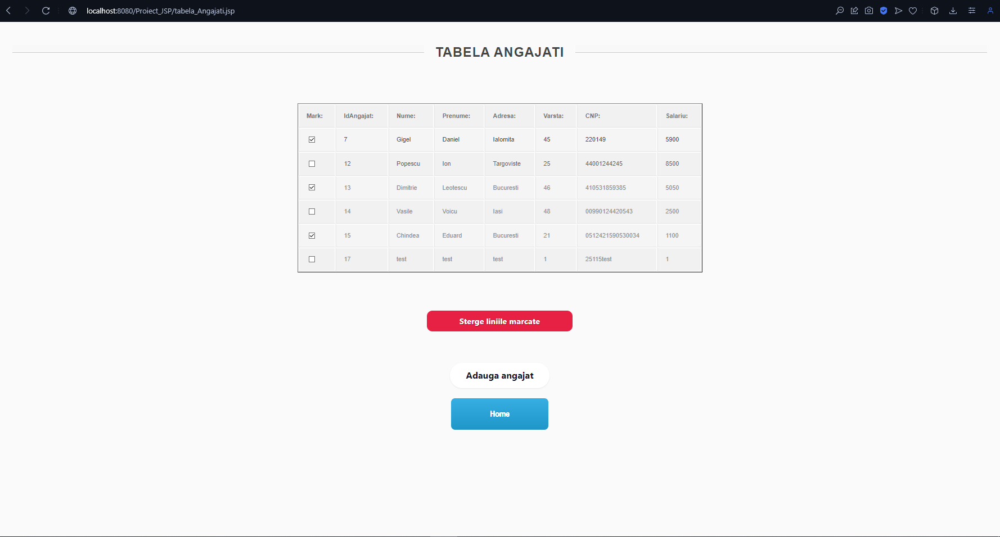 localhost:8080/Proiect_JSP/tabela_Angajati.jsp
TABELA ANGAJATI
Mark: IdAngajat: Nume: Prenume: Adresa: Varsta: CNP: Salariu:
7 Gigel Daniel Ialomita 45 220149 5900
12 Popescu Ion Targoviste 25 44001244245 8500
13 Dimitrie Leotescu Bucuresti 46 410531859385 5050
14 Vasile Voicu Iasi 48 00990124420543 2500
15 Chindea Eduard Bucuresti 21 0512421590530034 1100
17 test test test 1 25115test 1
Sterge liniile marcate
Adauga angajat
Home